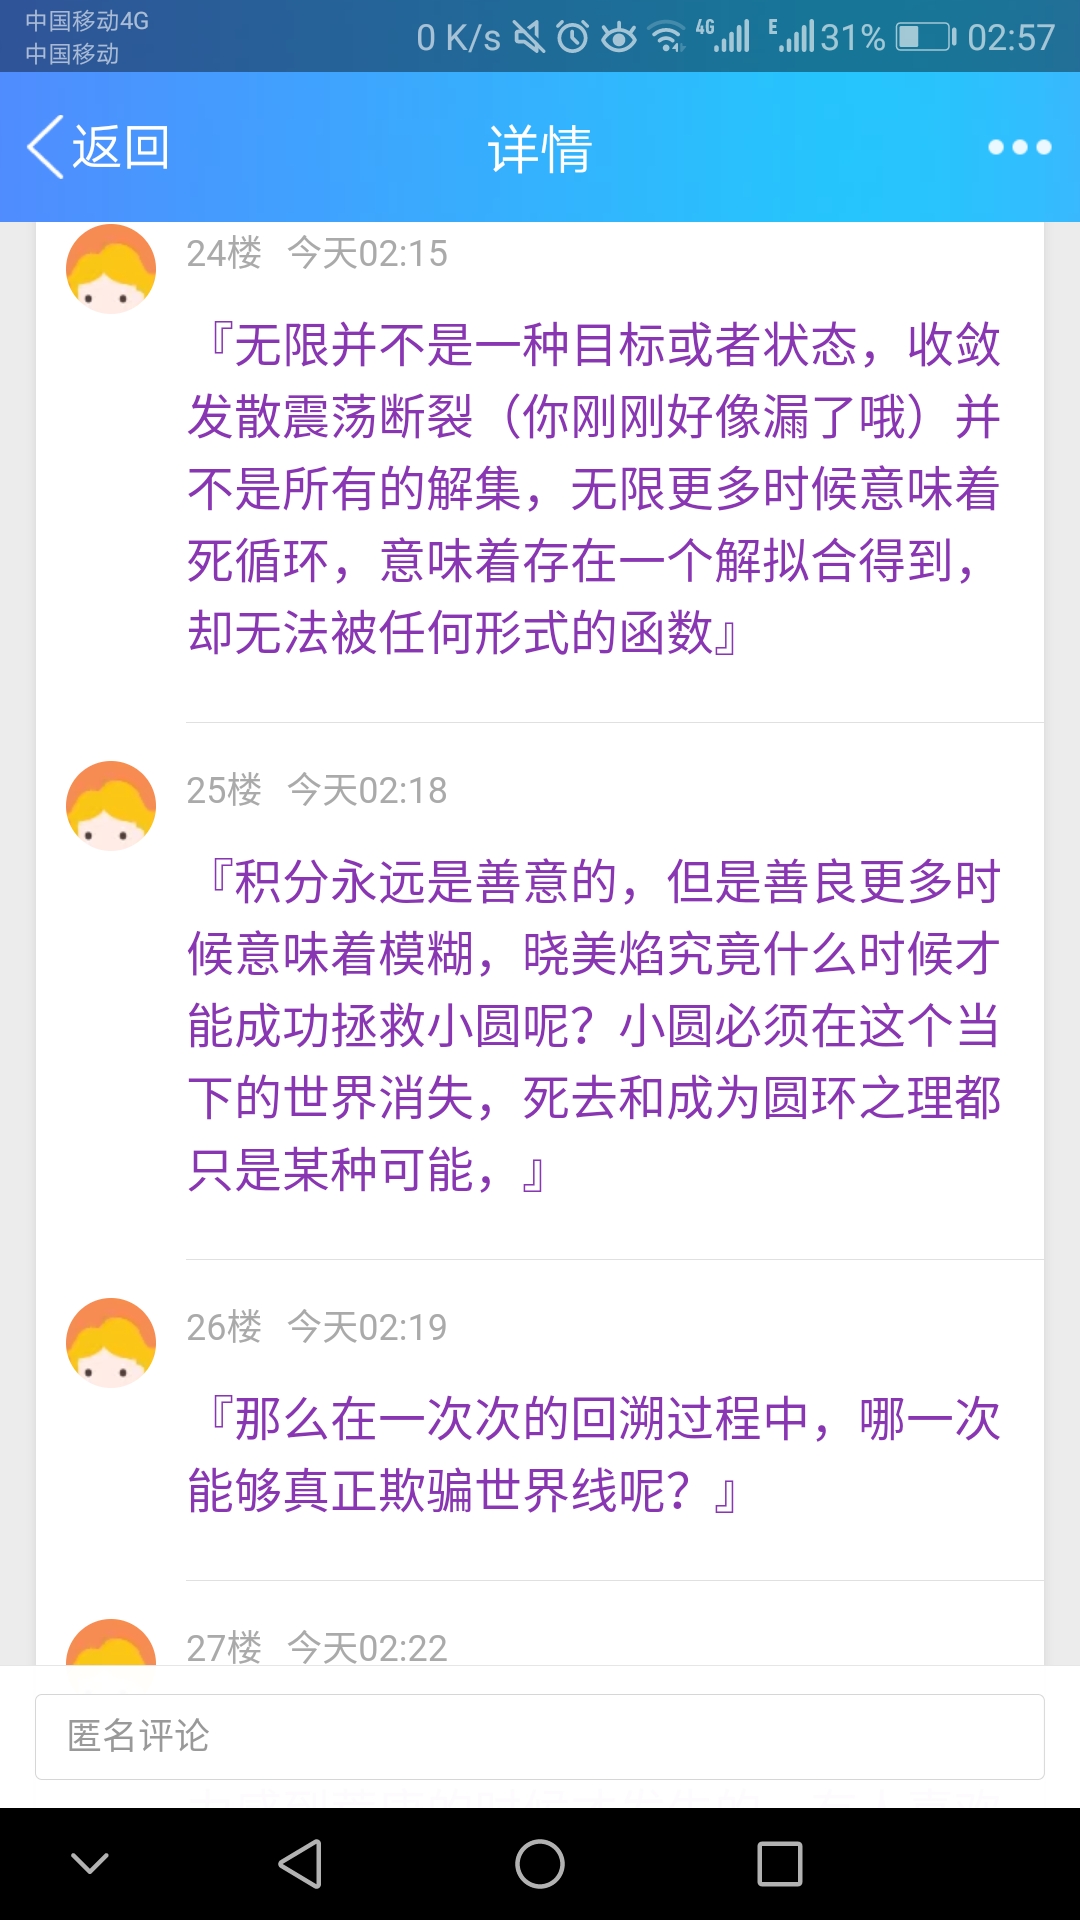 中国移动4G
中国移动
0 K/s 4G E 31% 02:57
返回 详情
24楼 今天02:15
『无限并不是一种目标或者状态，收敛
发散震荡断裂（你刚刚好像漏了哦）并
不是所有的解集，无限更多时候意味着
死循环，意味着存在一个解拟合得到，
却无法被任何形式的函数』
25楼 今天02:18
『积分永远是善意的，但是善良更多时
候意味着模糊，晓美焰究竟什么时候才
能成功拯救小圆呢？小圆必须在这个当
下的世界消失，死去和成为圆环之理都
只是某种可能，』
26楼 今天02:19
『那么在一次次的回溯过程中，哪一次
能够真正欺骗世界线呢？』
27楼 今天02:22
匿名评论